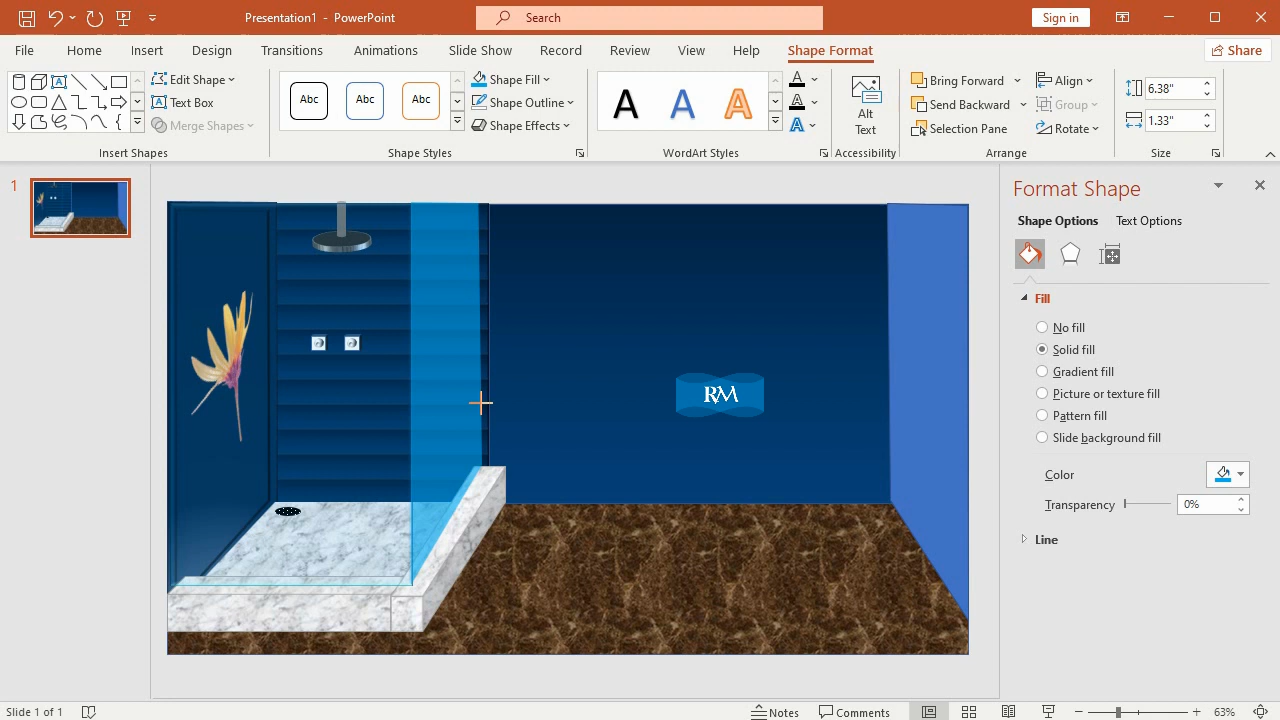 Presentation1 - PowerPoint
Search
Sign in
File Home Insert Design Transitions Animations Slide Show Record Review View Help Shape Format
Share
Edit Shape
Text Box
Merge Shapes
Insert Shapes
Abc Abc Abc
Shape Fill
Shape Outline
Shape Effects
Shape Styles
A A A
A
A
A
WordArt Styles
Alt
Text
Accessibility
Bring Forward
Send Backward
Selection Pane
Align
Group
Rotate
Arrange
6.38"
1.33"
Size
1
RM
Format Shape
Shape Options Text Options
Fill
No fill
Solid fill
Gradient fill
Picture or texture fill
Pattern fill
Slide background fill
Color
Transparency 0%
Line
Slide 1 of 1
Notes
Comments
63%